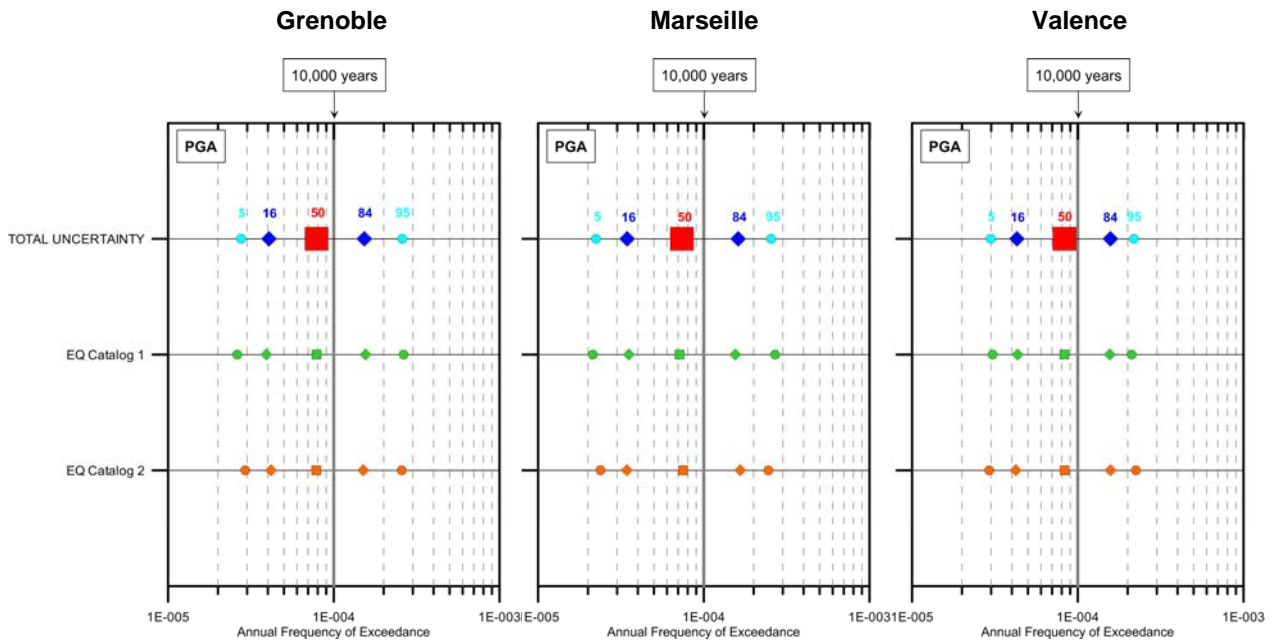 Grenoble Marseille Valence
10,000 years 10,000 years 10,000 years
PGA PGA PGA
5 16 50 84 95 5 16 50 84 95 5 16 50 84 95
TOTAL UNCERTAINTY
EQ Catalog 1
EQ Catalog 2
1E-005 1E-004 1E-003 1E-005 1E-004 1E-003 1E-005 1E-004 1E-003
Annual Frequency of Exceedance Annual Frequency of Exceedance Annual Frequency of Exceedance